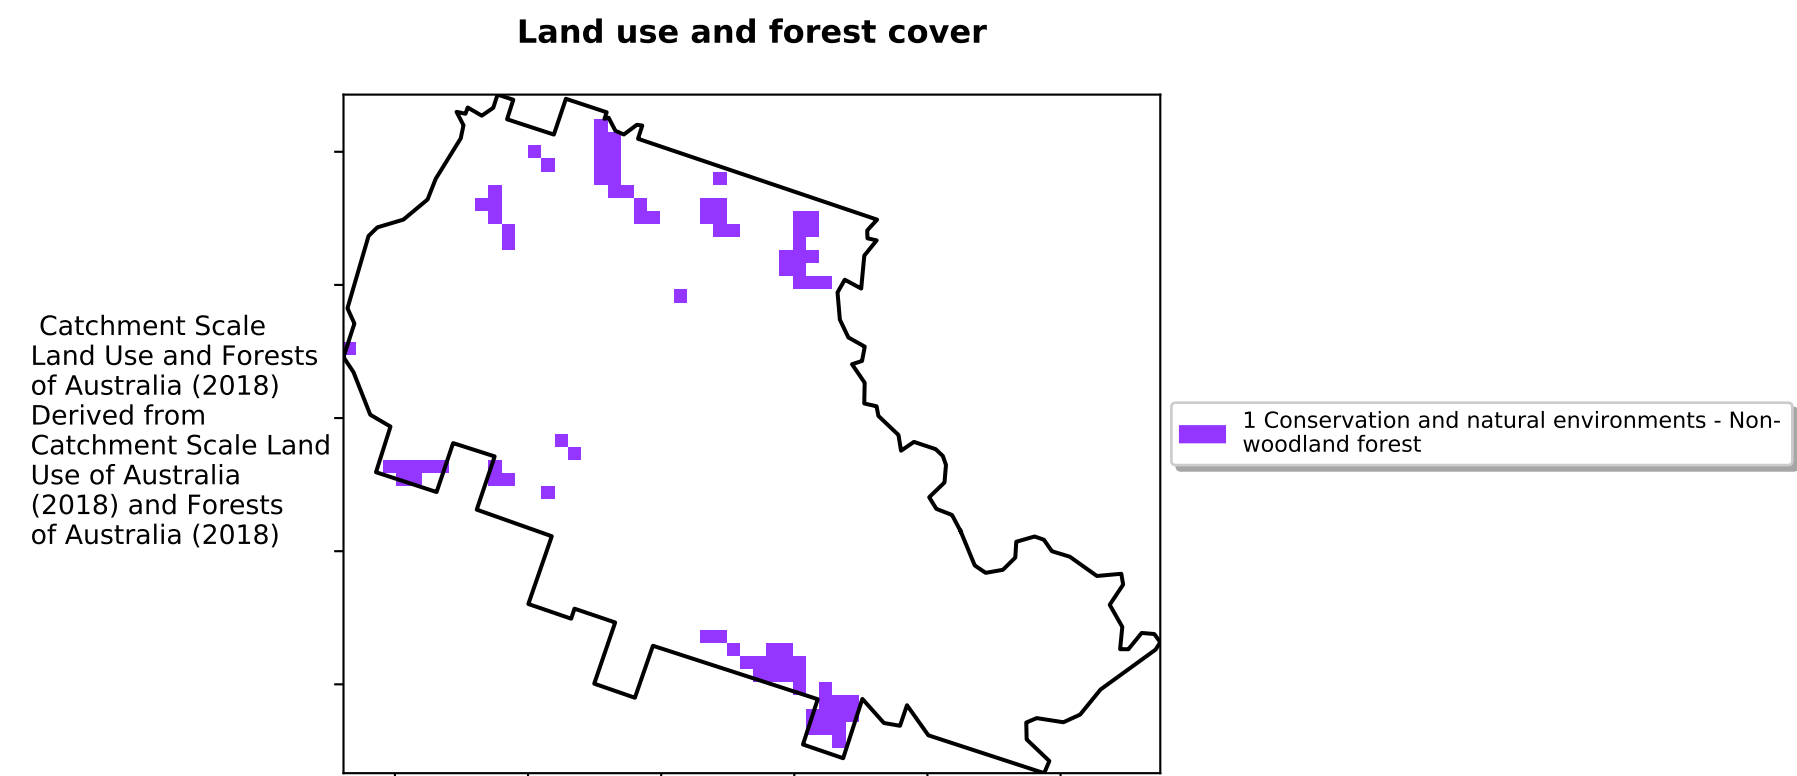 Land use and forest cover
Catchment Scale
Land Use and Forests
of Australia (2018)
Derived from
Catchment Scale Land
Use of Australia
(2018) and Forests
of Australia (2018)
1 Conservation and natural environments - Non-
woodland forest